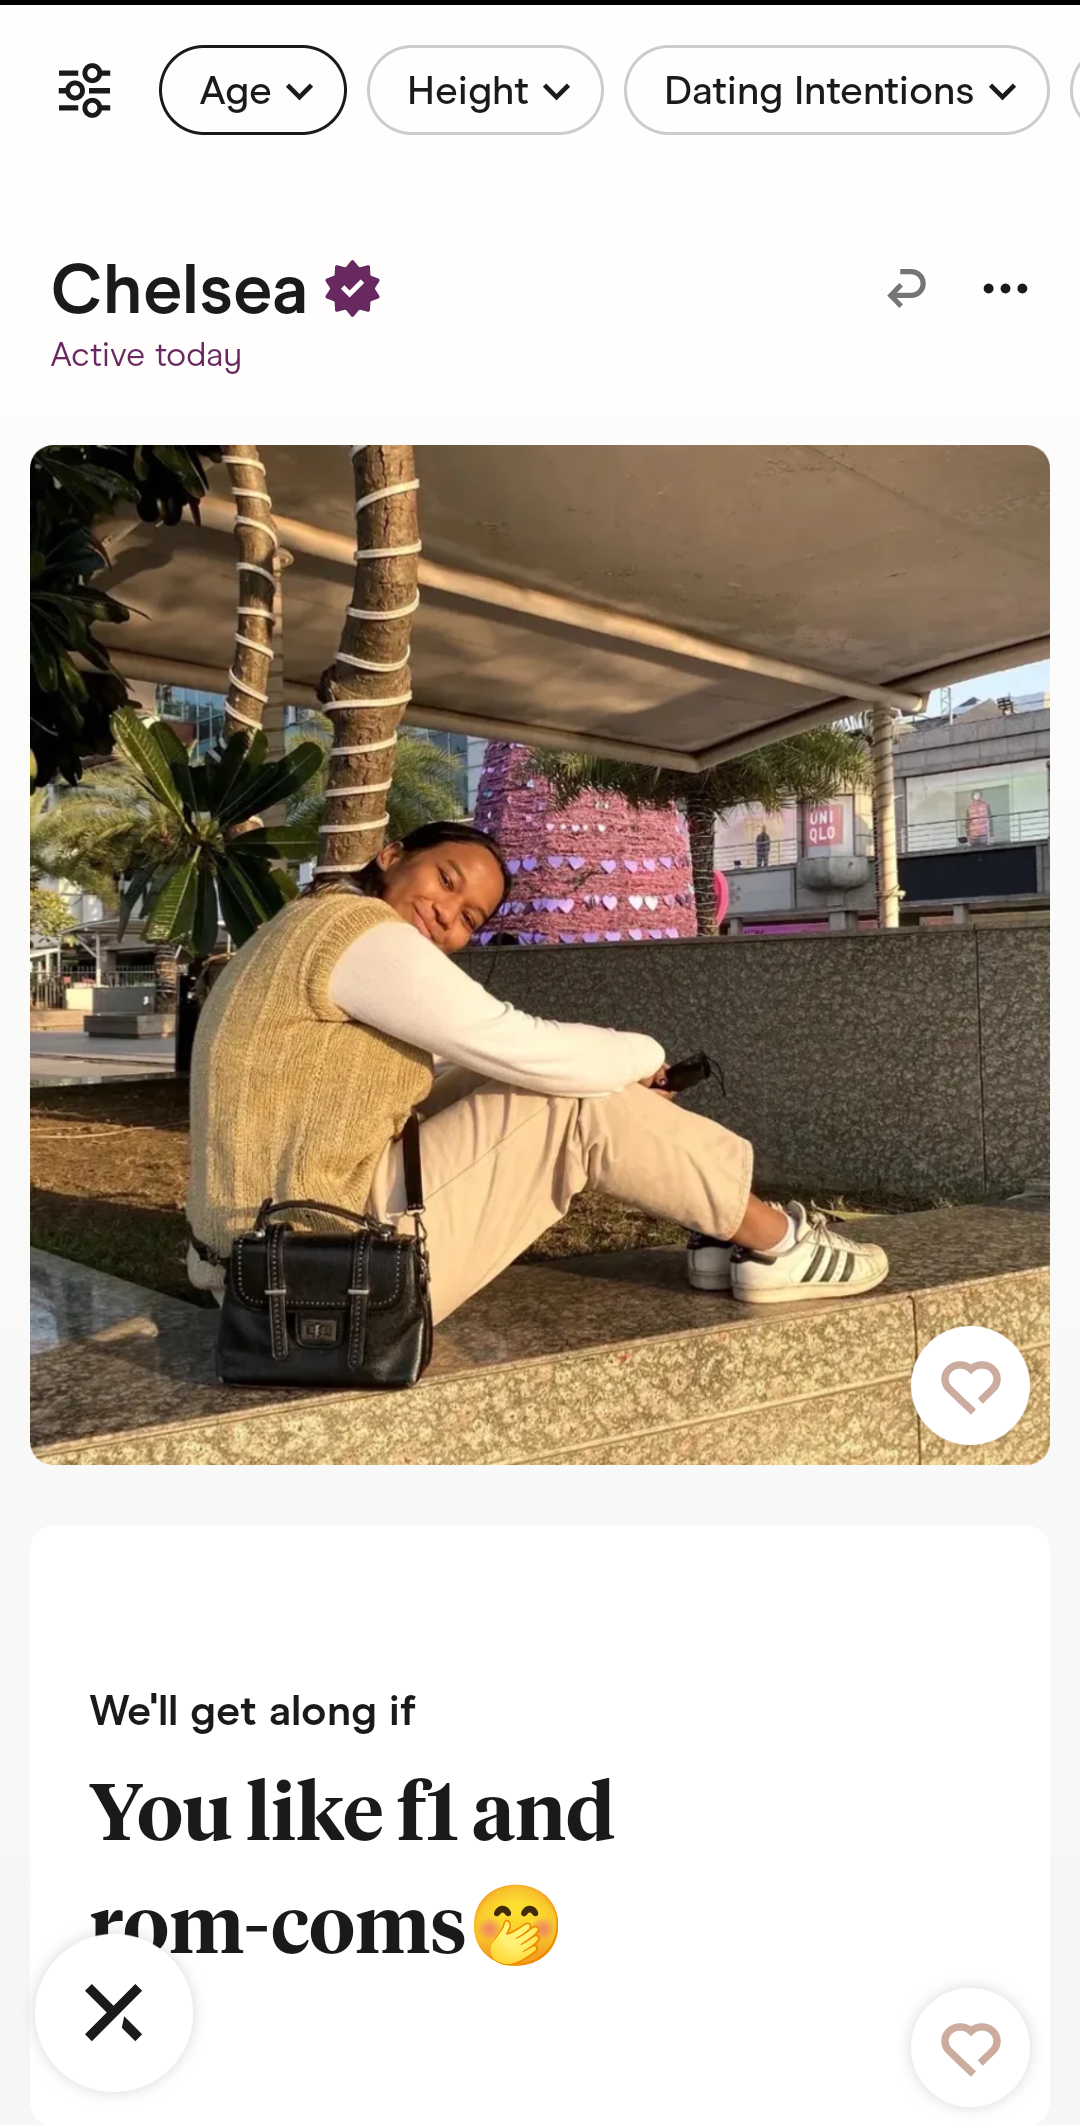 Age
Height
Dating Intentions
Chelsea
Active today
UNI
QLO
We'll get along if
You like f1 and
rom-coms🤭